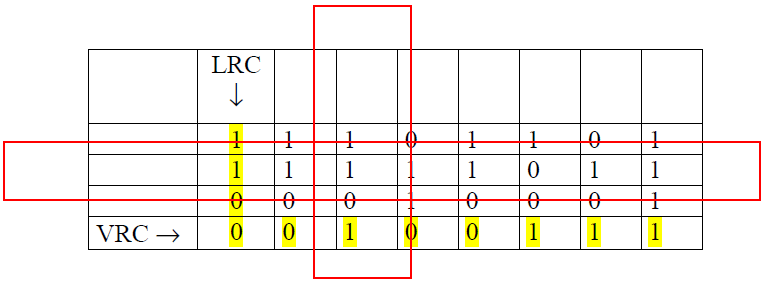 LRC
↓
1 1 1 0 1 1 0 1
1 1 1 1 1 0 1 1
0 0 0 1 0 0 0 1
VRC → 0 0 1 0 0 1 1 1